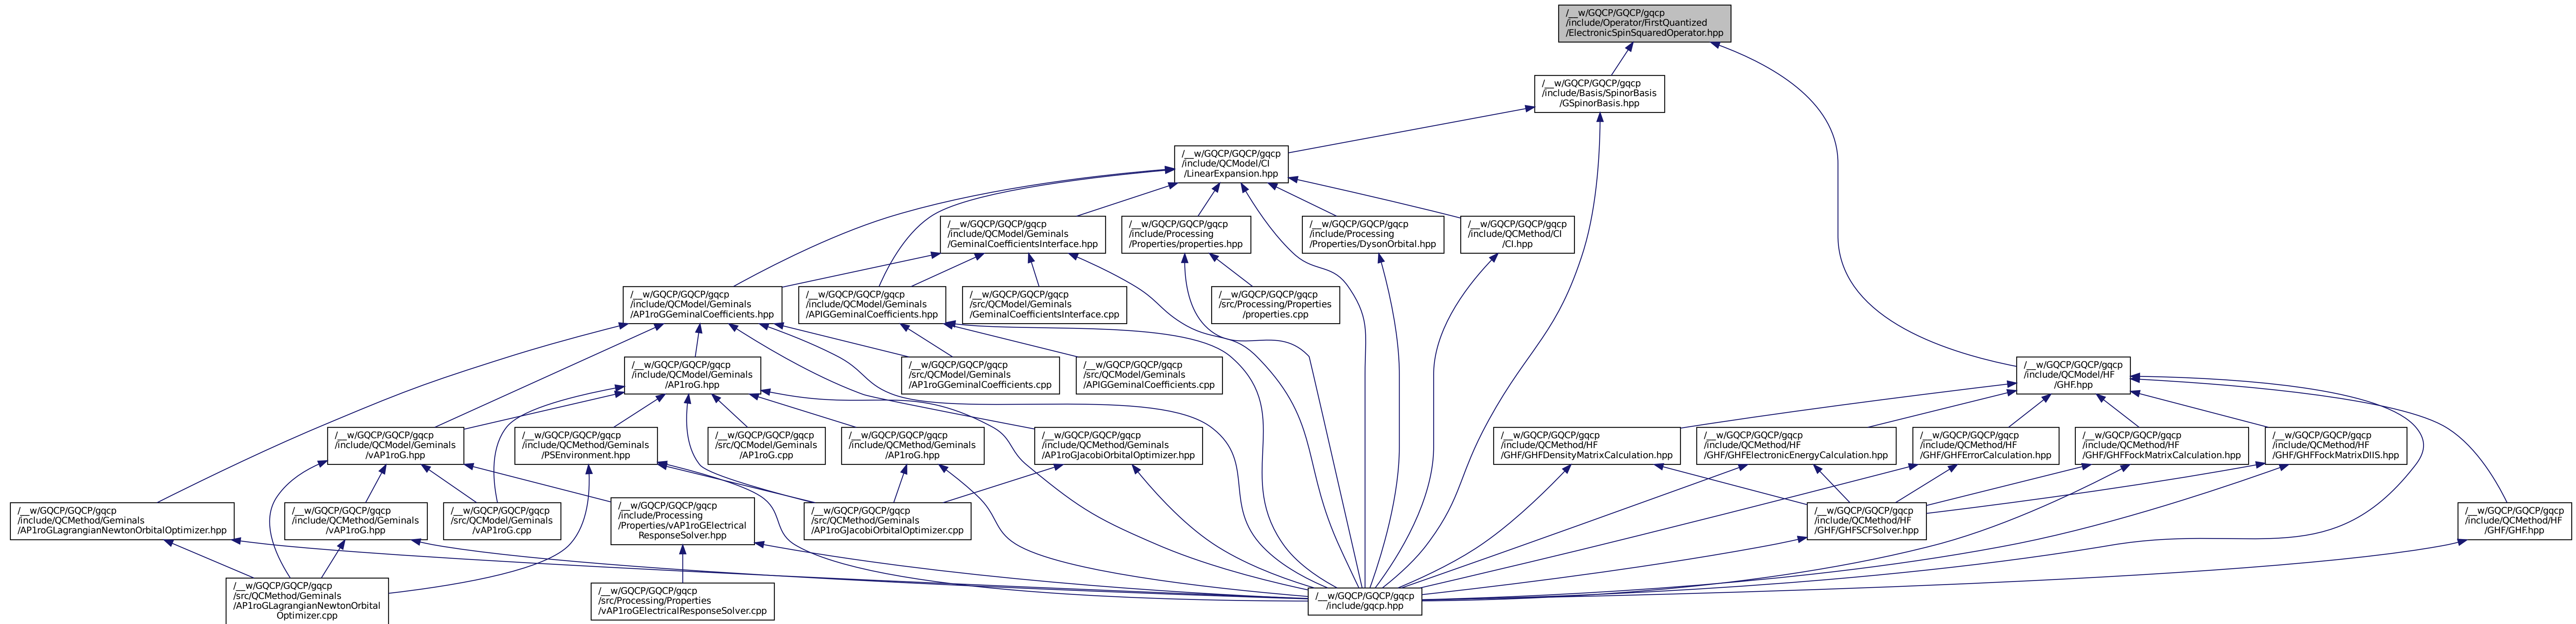 /__w/GQCP/GQCP/gqcp
/include/Operator/FirstQuantized
/ElectronicSpinSquaredOperator.hpp
/__w/GQCP/GQCP/gqcp
/include/Basis/SpinorBasis
/GSpinorBasis.hpp
/__w/GQCP/GQCP/gqcp
/include/QCModel/CI
/LinearExpansion.hpp
/__w/GQCP/GQCP/gqcp
/include/QCModel/Geminals
/GeminalCoefficientsInterface.hpp
/__w/GQCP/GQCP/gqcp
/include/Processing
/Properties/properties.hpp
/__w/GQCP/GQCP/gqcp
/include/Processing
/Properties/DysonOrbital.hpp
/__w/GQCP/GQCP/gqcp
/include/QCMethod/CI
/CI.hpp
/__w/GQCP/GQCP/gqcp
/include/QCModel/Geminals
/AP1roGGeminalCoefficients.hpp
/__w/GQCP/GQCP/gqcp
/include/QCModel/Geminals
/APIGGeminalCoefficients.hpp
/__w/GQCP/GQCP/gqcp
/src/QCModel/Geminals
/GeminalCoefficientsInterface.cpp
/__w/GQCP/GQCP/gqcp
/src/Processing/Properties
/properties.cpp
/__w/GQCP/GQCP/gqcp
/include/QCModel/Geminals
/AP1roG.hpp
/__w/GQCP/GQCP/gqcp
/src/QCModel/Geminals
/AP1roGGeminalCoefficients.cpp
/__w/GQCP/GQCP/gqcp
/src/QCModel/Geminals
/APIGGeminalCoefficients.cpp
/__w/GQCP/GQCP/gqcp
/include/QCModel/HF
/GHF.hpp
/__w/GQCP/GQCP/gqcp
/include/QCModel/Geminals
/vAP1roG.hpp
/__w/GQCP/GQCP/gqcp
/include/QCMethod/Geminals
/PSEnvironment.hpp
/__w/GQCP/GQCP/gqcp
/src/QCModel/Geminals
/AP1roG.cpp
/__w/GQCP/GQCP/gqcp
/include/QCMethod/Geminals
/AP1roG.hpp
/__w/GQCP/GQCP/gqcp
/include/QCMethod/Geminals
/AP1roGJacobiOrbitalOptimizer.hpp
/__w/GQCP/GQCP/gqcp
/include/QCMethod/HF
/GHF/GHFDensityMatrixCalculation.hpp
/__w/GQCP/GQCP/gqcp
/include/QCMethod/HF
/GHF/GHFElectronicEnergyCalculation.hpp
/__w/GQCP/GQCP/gqcp
/include/QCMethod/HF
/GHF/GHFErrorCalculation.hpp
/__w/GQCP/GQCP/gqcp
/include/QCMethod/HF
/GHF/GHFFockMatrixCalculation.hpp
/__w/GQCP/GQCP/gqcp
/include/QCMethod/HF
/GHF/GHFFockMatrixDIIS.hpp
/__w/GQCP/GQCP/gqcp
/include/QCMethod/Geminals
/AP1roGLagrangianNewtonOrbitalOptimizer.hpp
/__w/GQCP/GQCP/gqcp
/include/QCMethod/Geminals
/vAP1roG.hpp
/__w/GQCP/GQCP/gqcp
/src/QCModel/Geminals
/vAP1roG.cpp
/__w/GQCP/GQCP/gqcp
/include/Processing
/Properties/vAP1roGElectrical
ResponseSolver.hpp
/__w/GQCP/GQCP/gqcp
/src/QCMethod/Geminals
/AP1roGJacobiOrbitalOptimizer.cpp
/__w/GQCP/GQCP/gqcp
/include/QCMethod/HF
/GHF/GHFSCFSolver.hpp
/__w/GQCP/GQCP/gqcp
/include/QCMethod/HF
/GHF/GHF.hpp
/__w/GQCP/GQCP/gqcp
/src/QCMethod/Geminals
/AP1roGLagrangianNewtonOrbital
Optimizer.cpp
/__w/GQCP/GQCP/gqcp
/src/Processing/Properties
/vAP1roGElectricalResponseSolver.cpp
/__w/GQCP/GQCP/gqcp
/include/gqcp.hpp